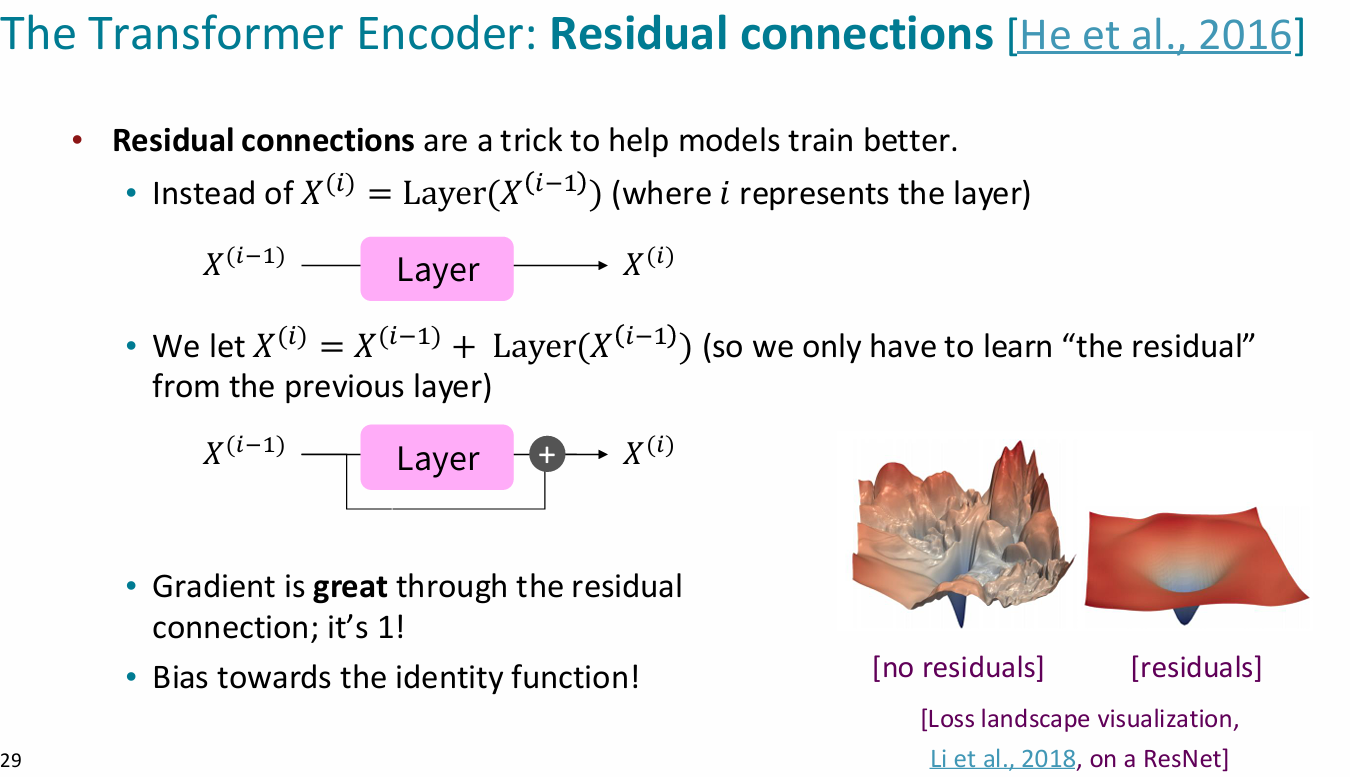 The Transformer Encoder: Residual connections [He et al., 2016]
• Residual connections are a trick to help models train better.
• Instead of 𝑋⁽ⁱ⁾ = Layer(𝑋⁽ⁱ⁻¹⁾) (where 𝑖 represents the layer)
𝑋⁽ⁱ⁻¹⁾ Layer 𝑋⁽ⁱ⁾
• We let 𝑋⁽ⁱ⁾ = 𝑋⁽ⁱ⁻¹⁾ + Layer(𝑋⁽ⁱ⁻¹⁾) (so we only have to learn “the residual”
from the previous layer)
𝑋⁽ⁱ⁻¹⁾ Layer + 𝑋⁽ⁱ⁾
• Gradient is great through the residual
connection; it’s 1!
• Bias towards the identity function!
[no residuals] [residuals]
[Loss landscape visualization,
Li et al., 2018, on a ResNet]
29